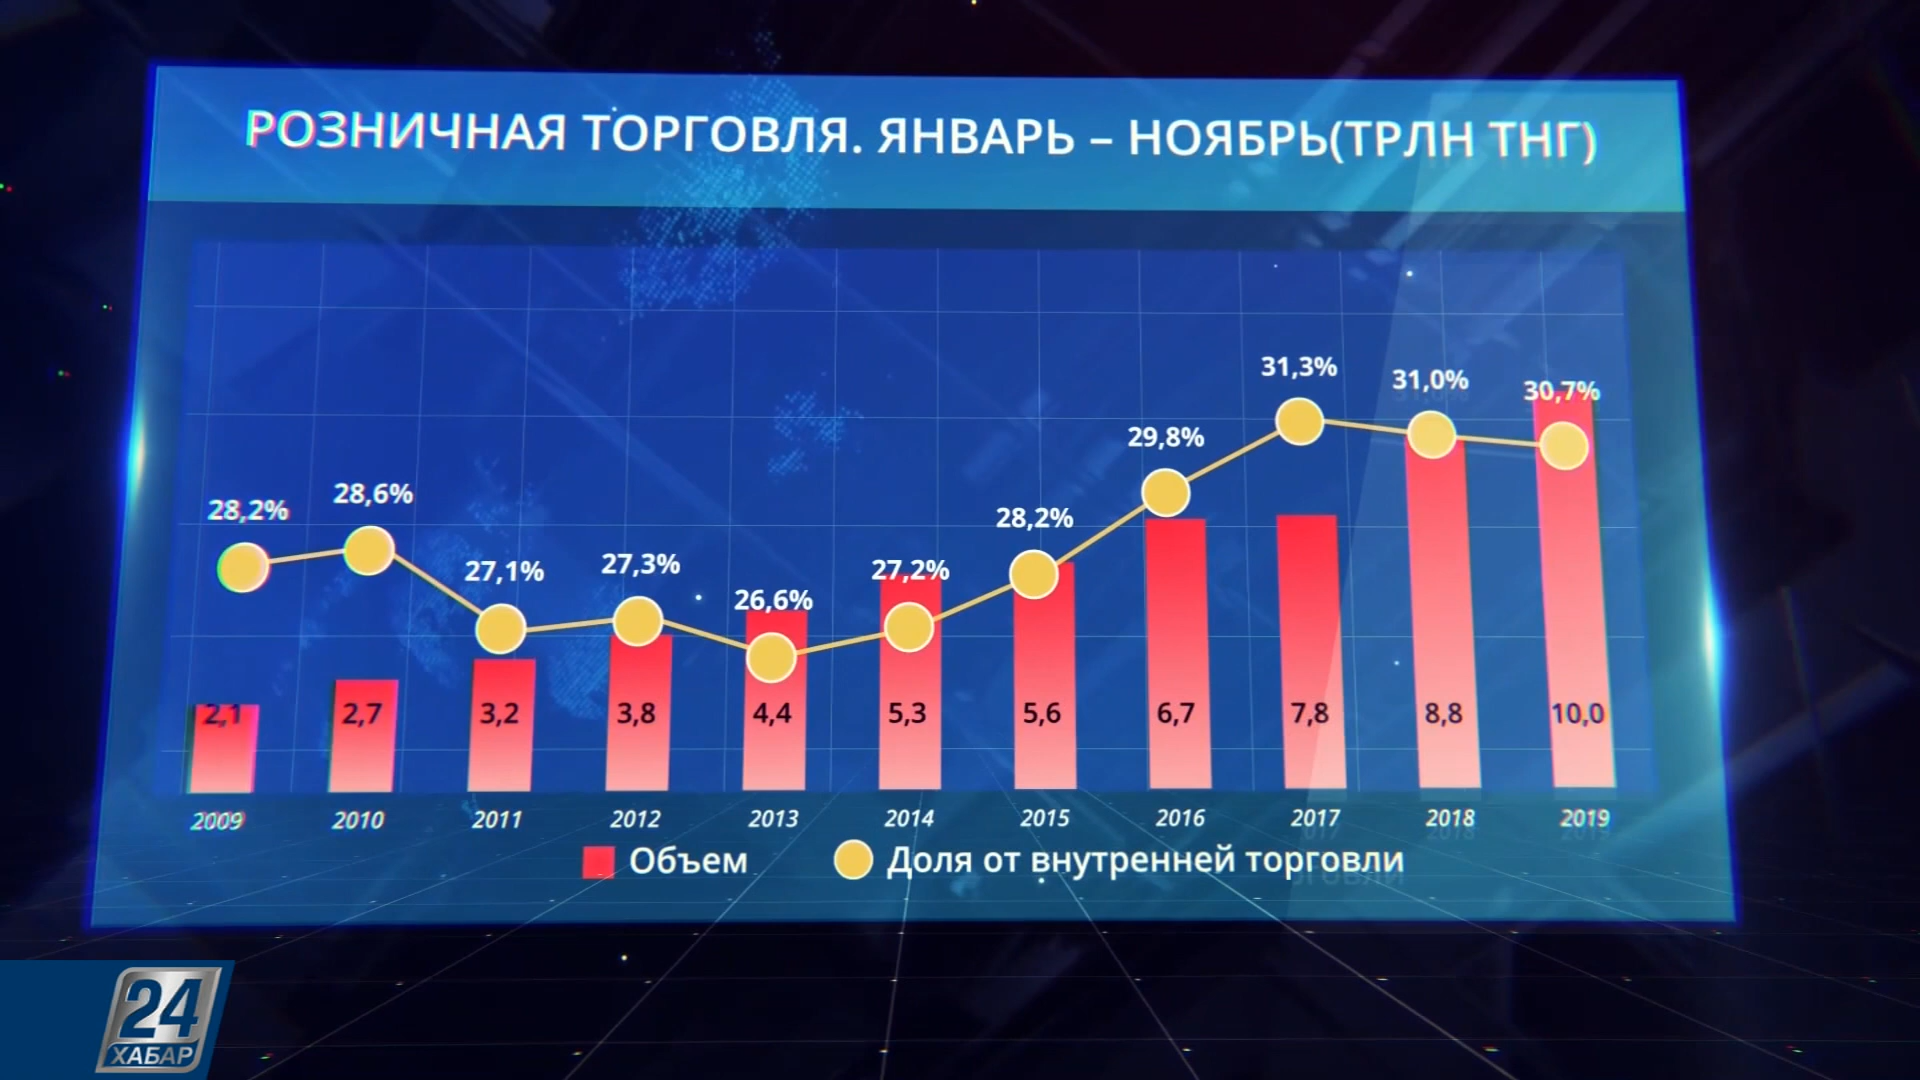 РОЗНИЧНАЯ ТОРГОВЛЯ. ЯНВАРЬ – НОЯБРЬ(ТРЛН ТНГ)
28,2% 28,6% 27,1% 27,3% 26,6% 27,2% 28,2% 29,8% 31,3% 31,0% 30,7%
2,1 2,7 3,2 3,8 4,4 5,3 5,6 6,7 7,8 8,8 10,0
2009 2010 2011 2012 2013 2014 2015 2016 2017 2018 2019
Объем Доля от внутренней торговли
24
ХАБАР